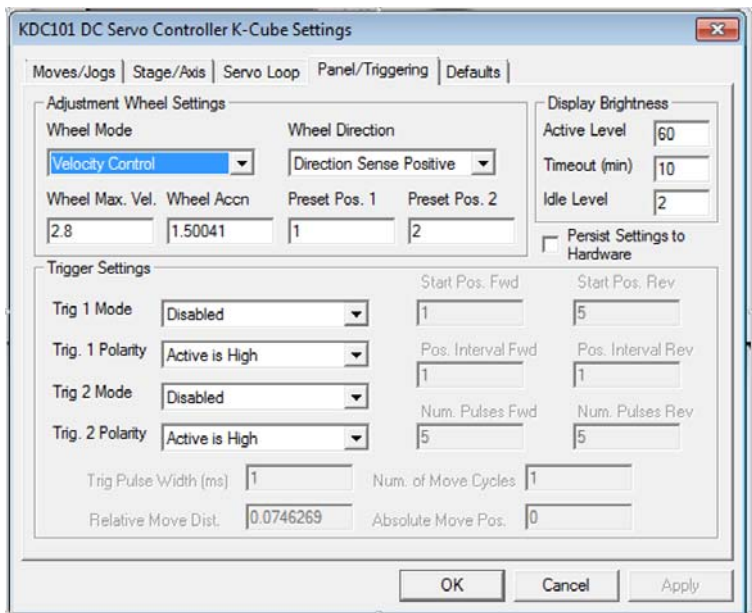 KDC101 DC Servo Controller K-Cube Settings
Moves/Jogs Stage/Axis Servo Loop Panel/Triggering Defaults
Adjustment Wheel Settings
Wheel Mode Wheel Direction
Velocity Control Direction Sense Positive
Wheel Max. Vel. Wheel Accn Preset Pos. 1 Preset Pos. 2
2.8 1.50041 1 2
Display Brightness
Active Level 60
Timeout (min) 10
Idle Level 2
Persist Settings to
Hardware
Trigger Settings
Start Pos. Fwd Start Pos. Rev
Trig 1 Mode Disabled 1 5
Trig. 1 Polarity Active is High Pos. Interval Fwd Pos. Interval Rev
1 1
Trig 2 Mode Disabled
Num. Pulses Fwd Num. Pulses Rev
Trig. 2 Polarity Active is High 5 5
Trig Pulse Width (ms) 1 Num. of Move Cycles 1
Relative Move Dist. 0.0746269 Absolute Move Pos. 0
OK Cancel Apply